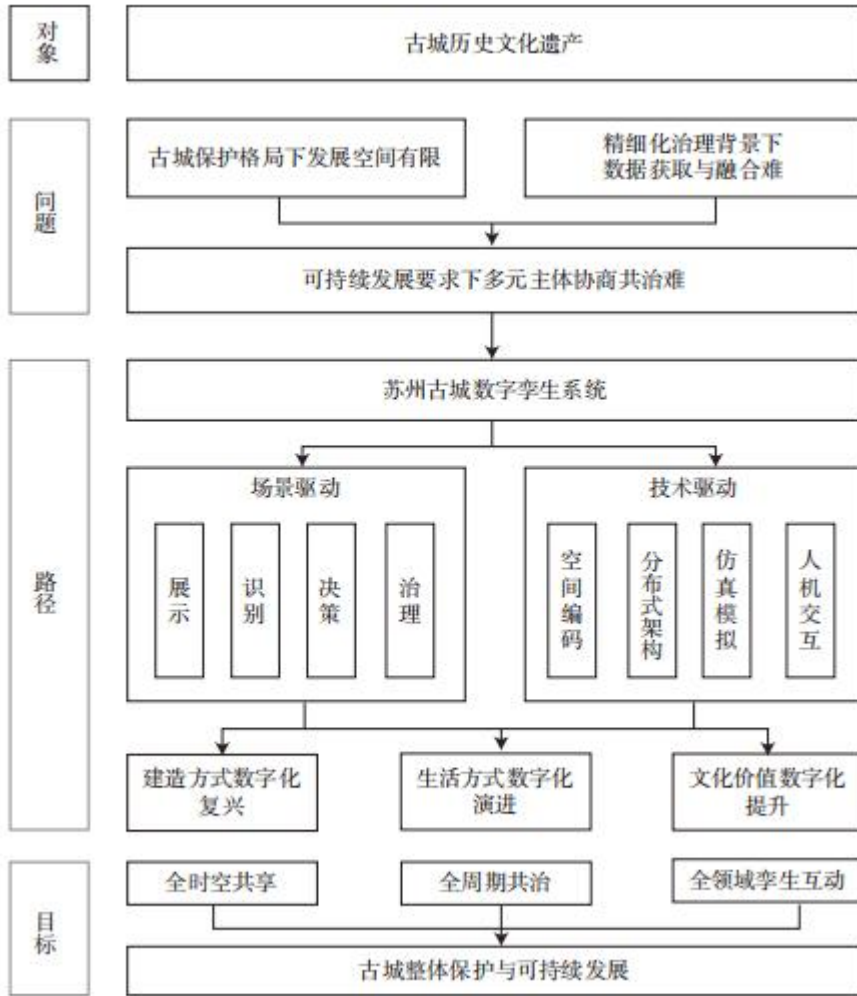 对象
古城历史文化遗产
问题
古城保护格局下发展空间有限
精细化治理背景下
数据获取与融合难
可持续发展要求下多元主体协商共治难
路径
苏州古城数字孪生系统
场景驱动
展示
识别
决策
治理
技术驱动
空间编码
分布式架构
仿真模拟
人机交互
建造方式数字化
复兴
生活方式数字化
演进
文化价值数字化
提升
目标
全时空共享
全周期共治
全领域孪生互动
古城整体保护与可持续发展